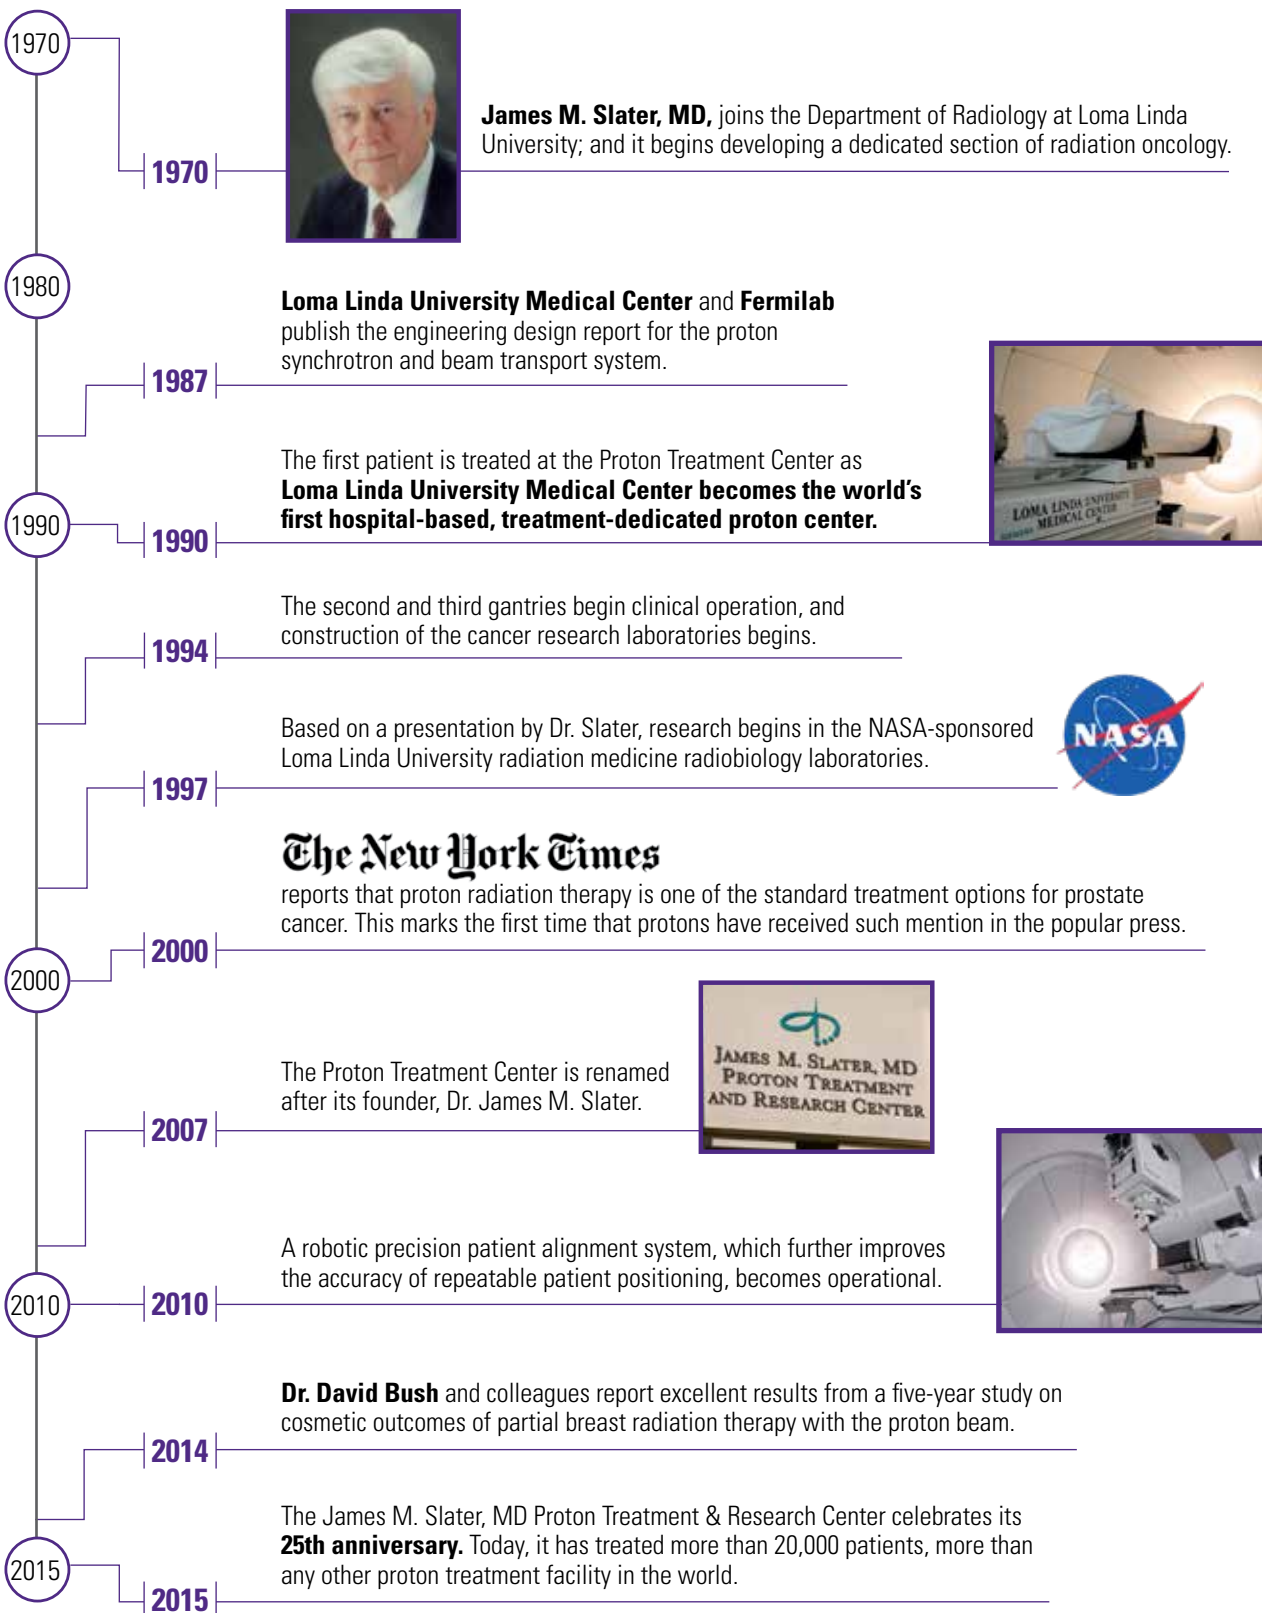 1970
James M. Slater, MD, joins the Department of Radiology at Loma Linda
University; and it begins developing a dedicated section of radiation oncology.
1970
1980
Loma Linda University Medical Center and Fermilab
publish the engineering design report for the proton
synchrotron and beam transport system.
1987
LOMA LINDA UNIVERSITY
MEDICAL CENTER
The first patient is treated at the Proton Treatment Center as
Loma Linda University Medical Center becomes the world's
first hospital-based, treatment-dedicated proton center.
1990
1990
The second and third gantries begin clinical operation, and
construction of the cancer research laboratories begins.
1994
Based on a presentation by Dr. Slater, research begins in the NASA-sponsored
Loma Linda University radiation medicine radiobiology laboratories.
NASA
1997
The New York Times
reports that proton radiation therapy is one of the standard treatment options for prostate
cancer. This marks the first time that protons have received such mention in the popular press.
2000
2000
The Proton Treatment Center is renamed
after its founder, Dr. James M. Slater.
JAMES M. SLATER, MD
PROTON TREATMENT
AND RESEARCH CENTER
2007
A robotic precision patient alignment system, which further improves
the accuracy of repeatable patient positioning, becomes operational.
2010
2010
Dr. David Bush and colleagues report excellent results from a five-year study on
cosmetic outcomes of partial breast radiation therapy with the proton beam.
2014
The James M. Slater, MD Proton Treatment & Research Center celebrates its
25th anniversary. Today, it has treated more than 20,000 patients, more than
any other proton treatment facility in the world.
2015
2015